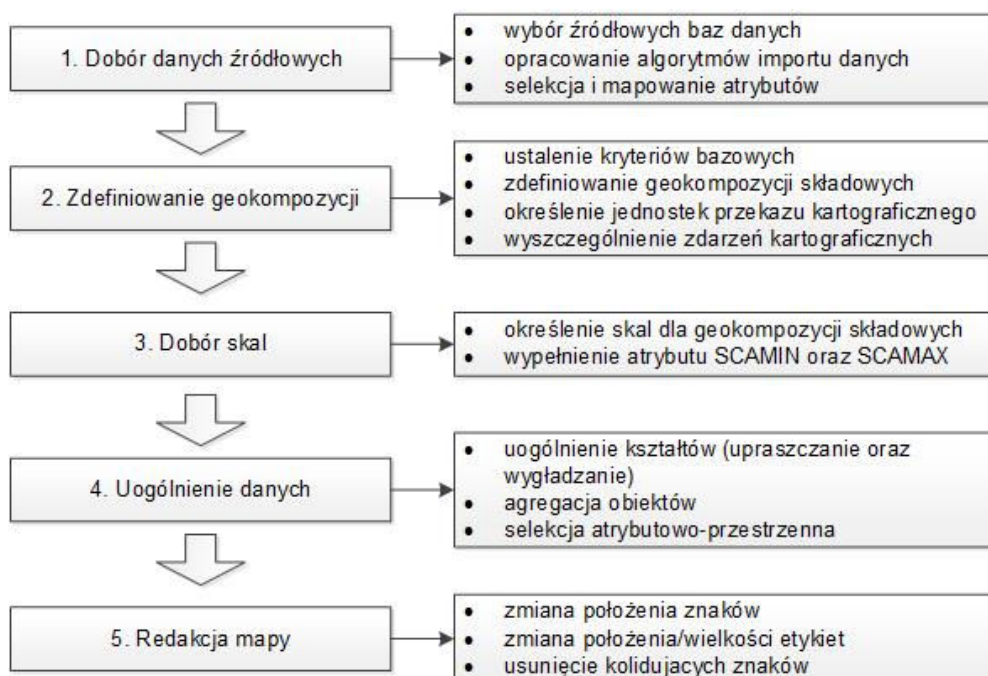 1. Dobór danych źródłowych
• wybór źródłowych baz danych
• opracowanie algorytmów importu danych
• selekcja i mapowanie atrybutów
2. Zdefiniowanie geokompozycji
• ustalenie kryteriów bazowych
• zdefiniowanie geokompozycji składowych
• określenie jednostek przekazu kartograficznego
• wyszczególnienie zdarzeń kartograficznych
3. Dobór skal
• określenie skal dla geokompozycji składowych
• wypełnienie atrybutu SCAMIN oraz SCAMAX
4. Uogólnienie danych
• uogólnienie kształtów (upraszczanie oraz
wygładzanie)
• agregacja obiektów
• selekcja atrybutowo-przestrzenna
5. Redakcja mapy
• zmiana położenia znaków
• zmiana położenia/wielkości etykiet
• usunięcie kolidujacych znaków